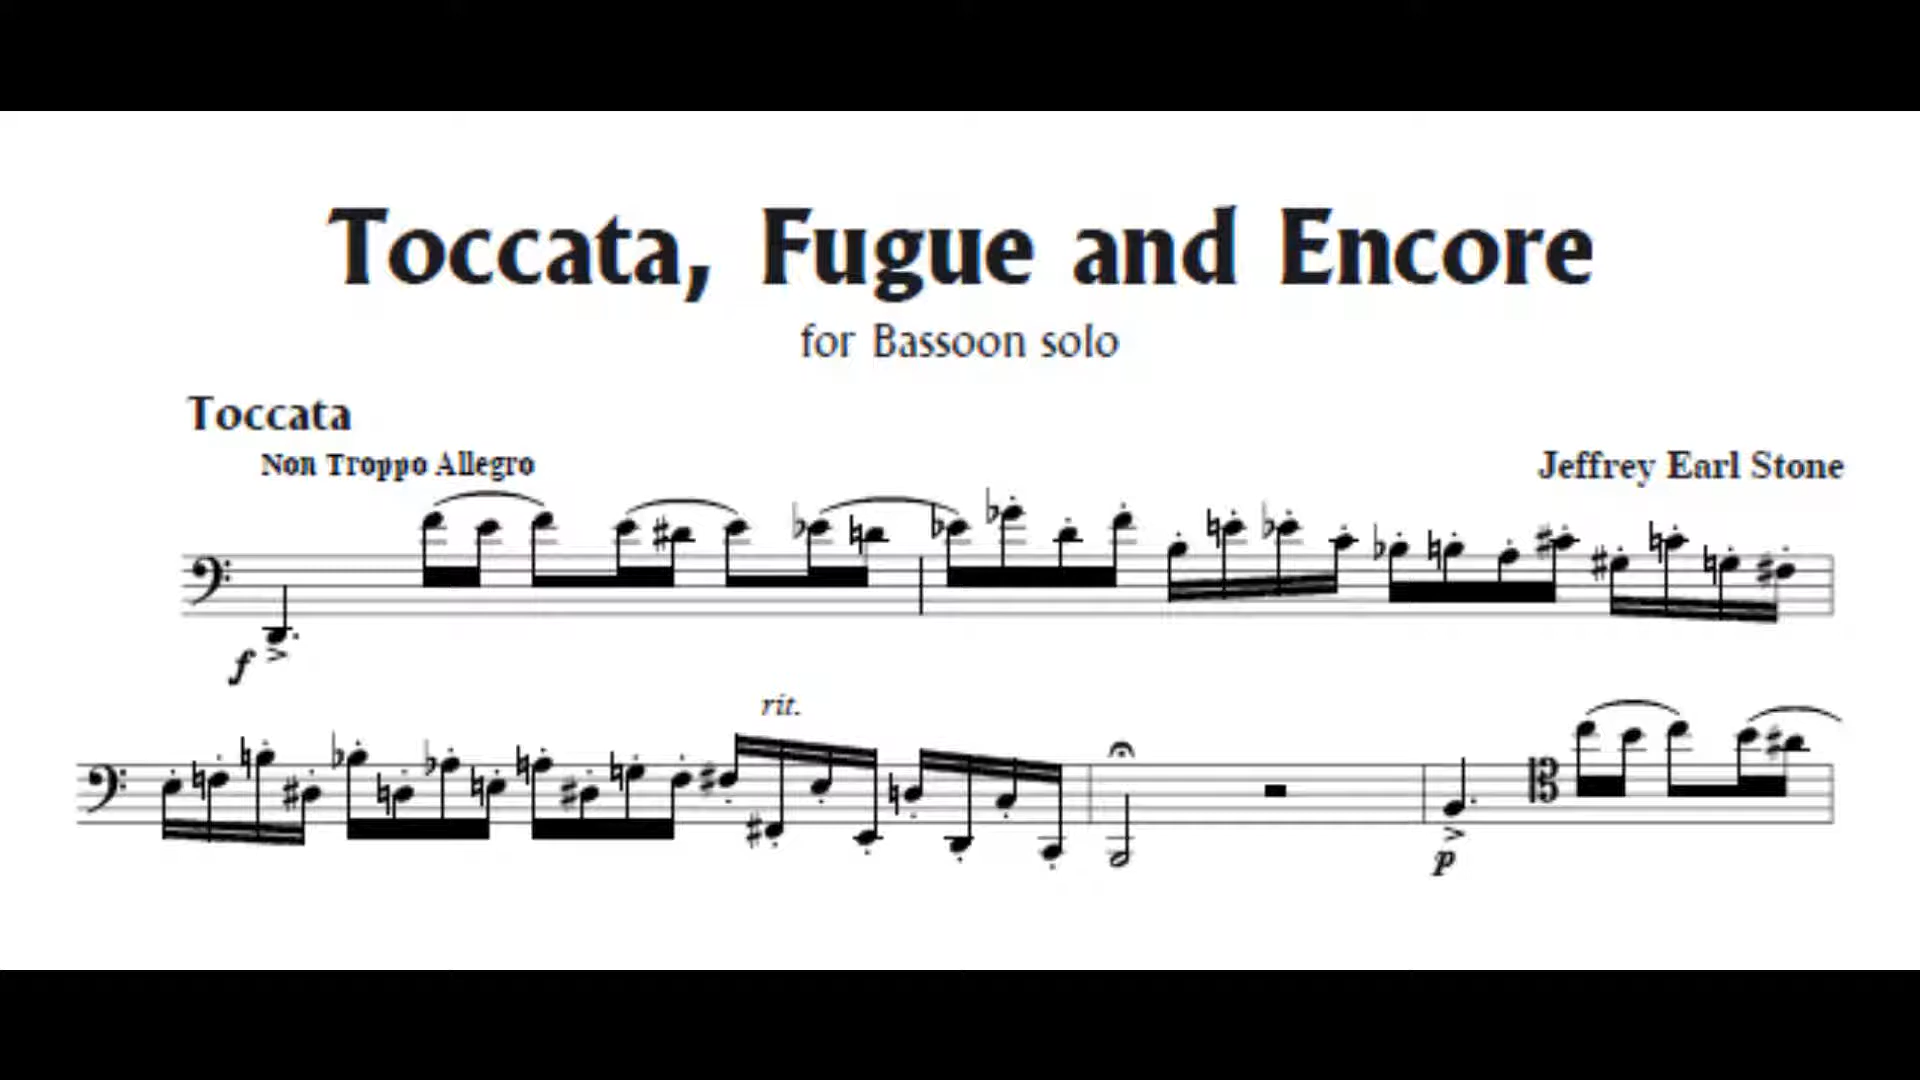 Toccata, Fugue and Encore
for Bassoon solo
Toccata
Non Troppo Allegro
Jeffrey Earl Stone
f
rit.
p